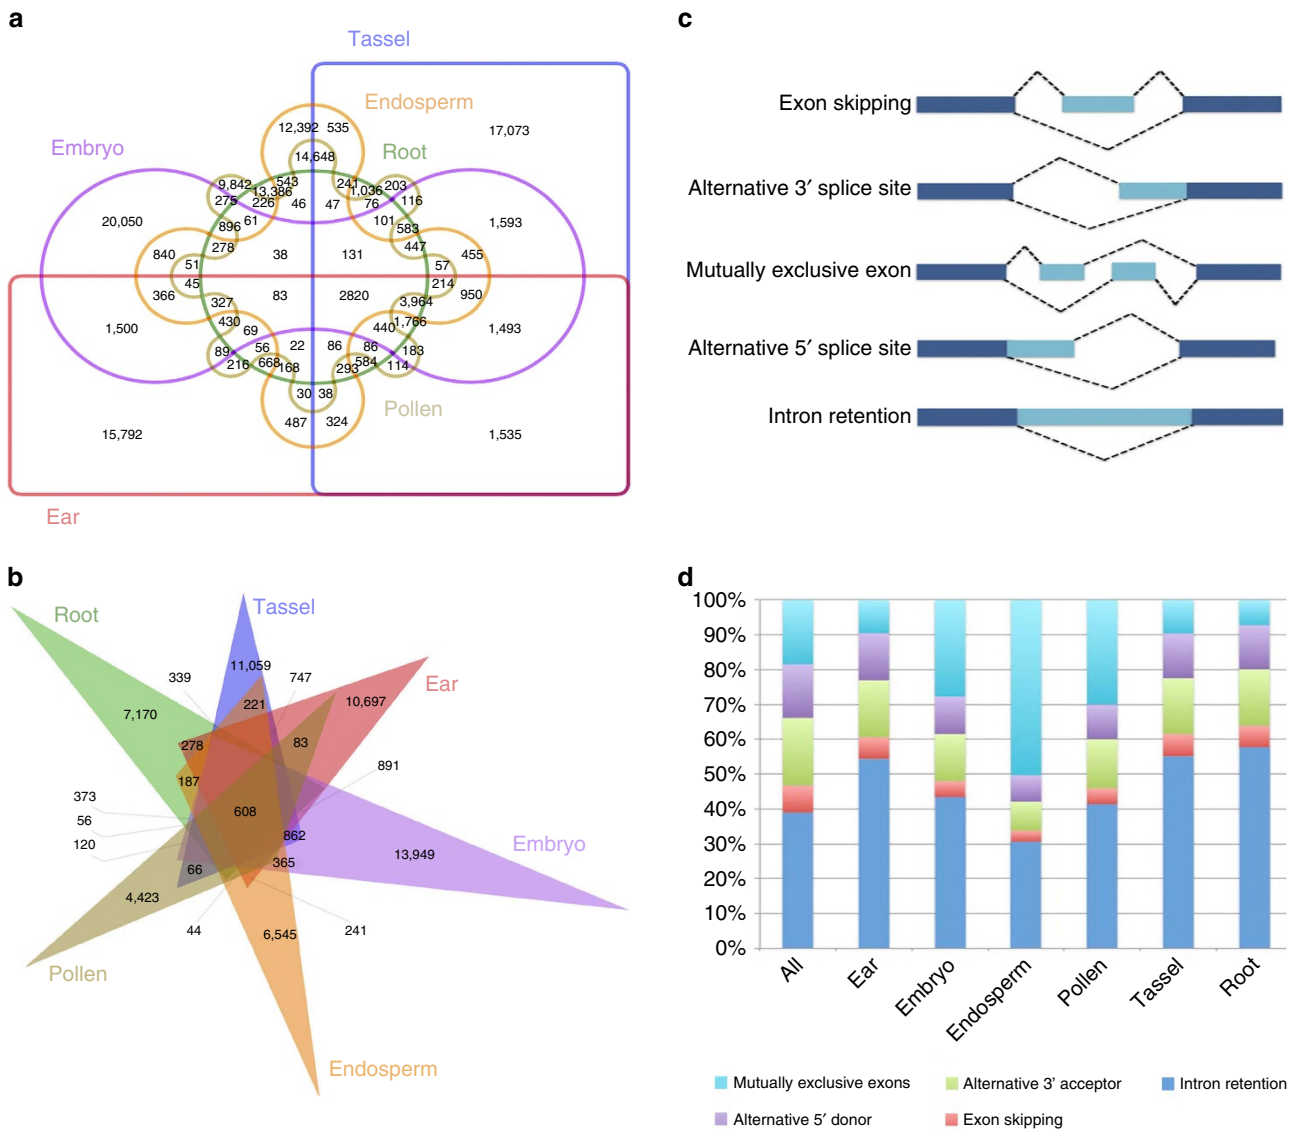 a
Tassel
Endosperm
Embryo
Root
12,392 535
17,073
14,648
9,842
543
13,386
241
1,036
203
275
226
46
47
76
116
20,050
896
61
101
583
1,593
278
447
840
38
131
455
51
57
45
214
366
83
2820
950
327
3,964
430
69
440
1,766
1,500
1,493
89
56
22
86
86
183
216
668
168
293
584
114
30
38
Pollen
487
324
15,792
1,535
Ear
b
Root
Tassel
11,059
339
747
Ear
221
10,697
7,170
278
83
891
187
373
608
56
862
120
365
Embryo
13,949
66
4,423
44
6,545
241
Pollen
Endosperm
c
Exon skipping
Alternative 3′ splice site
Mutually exclusive exon
Alternative 5′ splice site
Intron retention
d
100%
90%
80%
70%
60%
50%
40%
30%
20%
10%
0%
All
Ear
Embryo
Endosperm
Pollen
Tassel
Root
Mutually exclusive exons
Alternative 3’ acceptor
Intron retention
Alternative 5′ donor
Exon skipping